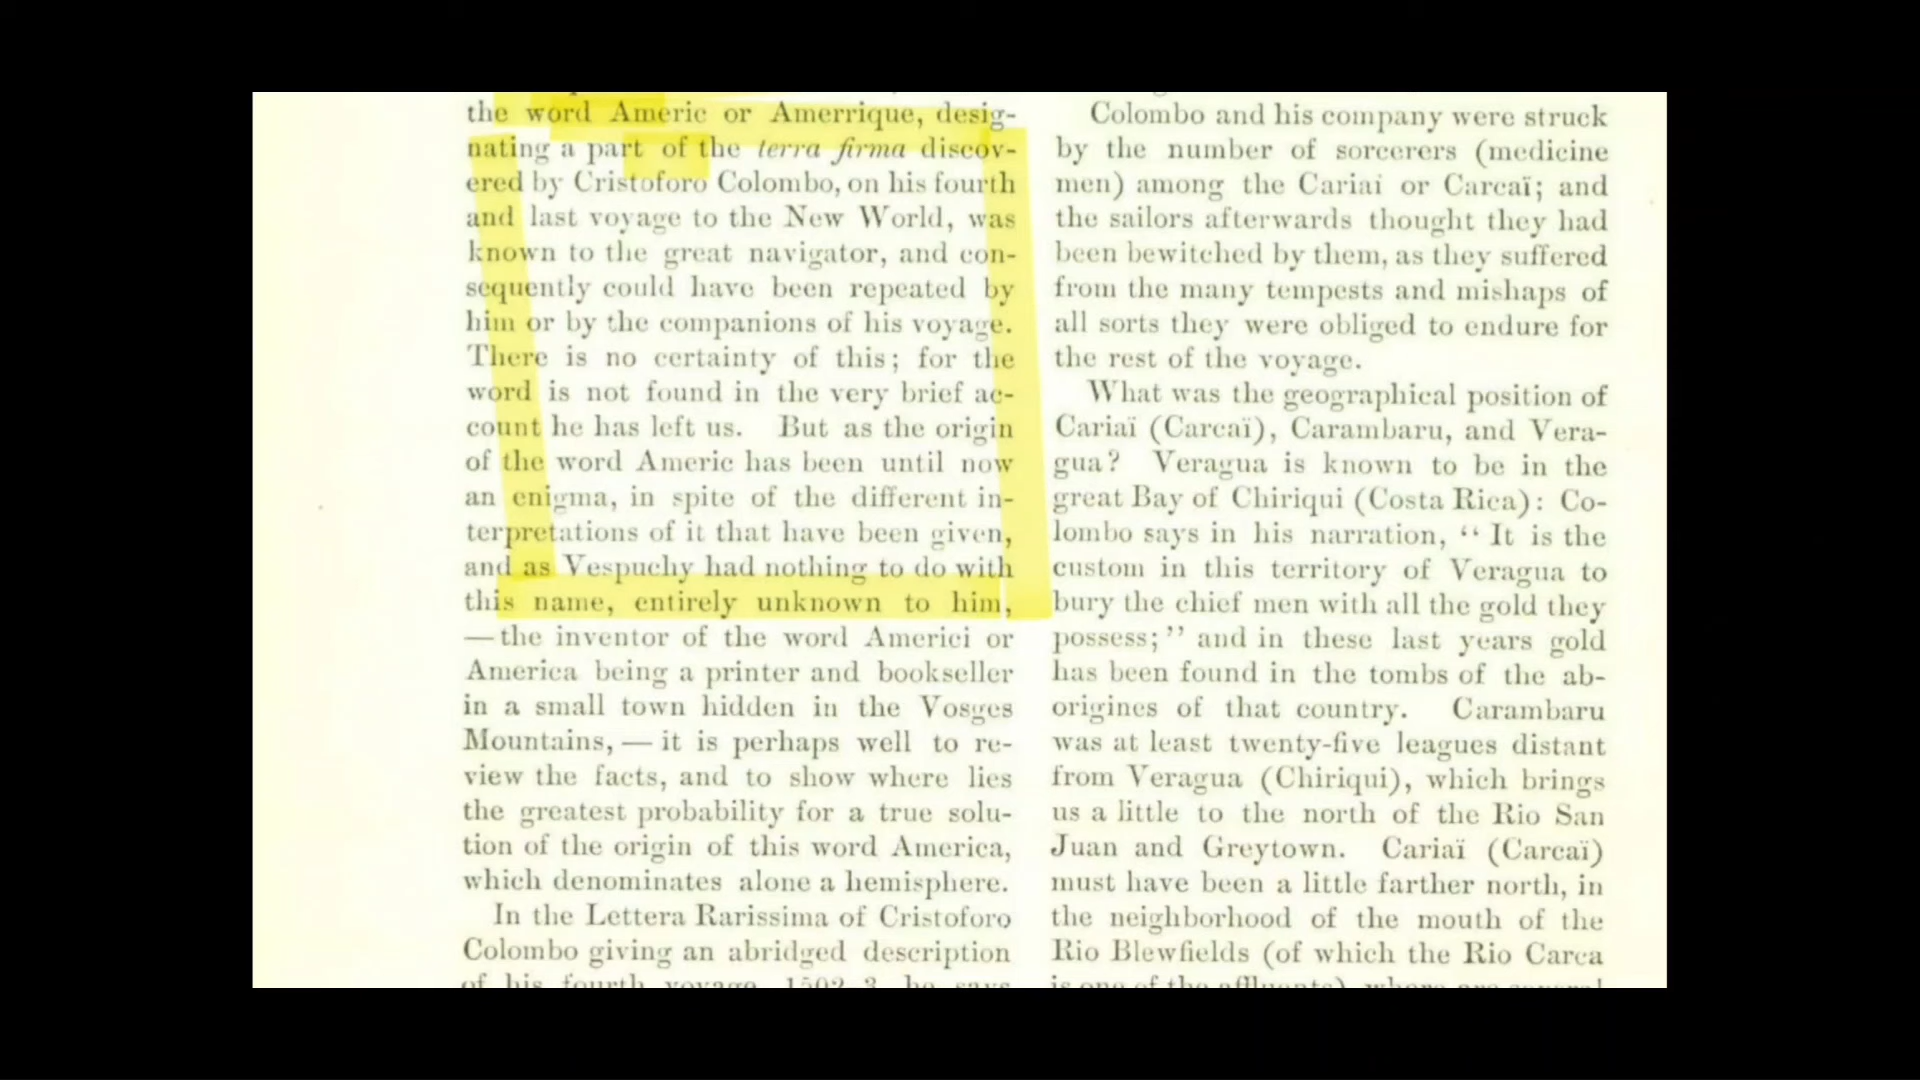 the word Americ or Amerrique, desig-
nating a part of the terra firma discov-
ered by Cristoforo Colombo, on his fourth
and last voyage to the New World, was
known to the great navigator, and con-
sequently could have been repeated by
him or by the companions of his voyage.
There is no certainty of this; for the
word is not found in the very brief ac-
count he has left us. But as the origin
of the word Americ has been until now
an enigma, in spite of the different in-
terpretations of it that have been given,
and as Vespuchy had nothing to do with
this name, entirely unknown to him,
—the inventor of the word Americi or
America being a printer and bookseller
in a small town hidden in the Vosges
Mountains, — it is perhaps well to re-
view the facts, and to show where lies
the greatest probability for a true solu-
tion of the origin of this word America,
which denominates alone a hemisphere.
In the Lettera Rarissima of Cristoforo
Colombo giving an abridged description
of his fourth voyage, 1502-3, he says
Colombo and his company were struck
by the number of sorcerers (medicine
men) among the Cariai or Carcaï; and
the sailors afterwards thought they had
been bewitched by them, as they suffered
from the many tempests and mishaps of
all sorts they were obliged to endure for
the rest of the voyage.
What was the geographical position of
Cariaï (Carcaï), Carambaru, and Vera-
gua? Veragua is known to be in the
great Bay of Chiriqui (Costa Rica): Co-
lombo says in his narration, “ It is the
custom in this territory of Veragua to
bury the chief men with all the gold they
possess;” and in these last years gold
has been found in the tombs of the ab-
origines of that country. Carambaru
was at least twenty-five leagues distant
from Veragua (Chiriqui), which brings
us a little to the north of the Rio San
Juan and Greytown. Cariaï (Carcaï)
must have been a little farther north, in
the neighborhood of the mouth of the
Rio Blewfields (of which the Rio Carca
is one of the affluents), where are several